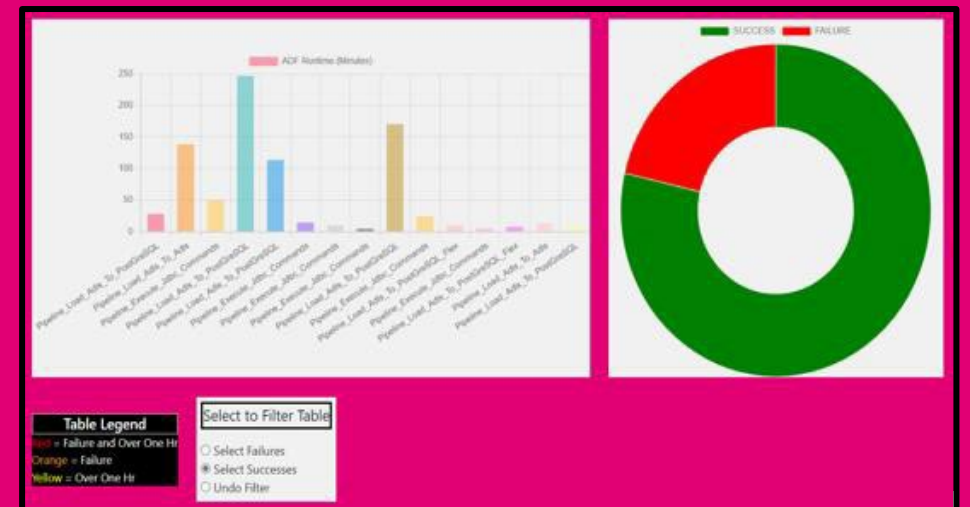 ADF Runtime (Minutes)
250
200
150
100
50
0
Pipeline_Load_Adls_To_PostGreSQL
Pipeline_Load_Adls_To_Adls
Pipeline_Execute_Jdbc_Commands
Pipeline_Load_Adls_To_PostGreSQL
Pipeline_Load_Adls_To_PostGreSQL
Pipeline_Execute_Jdbc_Commands
Pipeline_Execute_Jdbc_Commands
Pipeline_Execute_Jdbc_Commands
Pipeline_Load_Adls_To_PostGreSQL
Pipeline_Execute_Jdbc_Commands
Pipeline_Load_Adls_To_PostGreSQL_Flex
Pipeline_Execute_Jdbc_Commands
Pipeline_Load_Adls_To_PostGreSQL_Flex
Pipeline_Load_Adls_To_Adls
Pipeline_Load_Adls_To_PostGreSQL
SUCCESS FAILURE
Table Legend
Red = Failure and Over One Hr
Orange = Failure
Yellow = Over One Hr
Select to Filter Table
Select Failures
Select Successes
Undo Filter